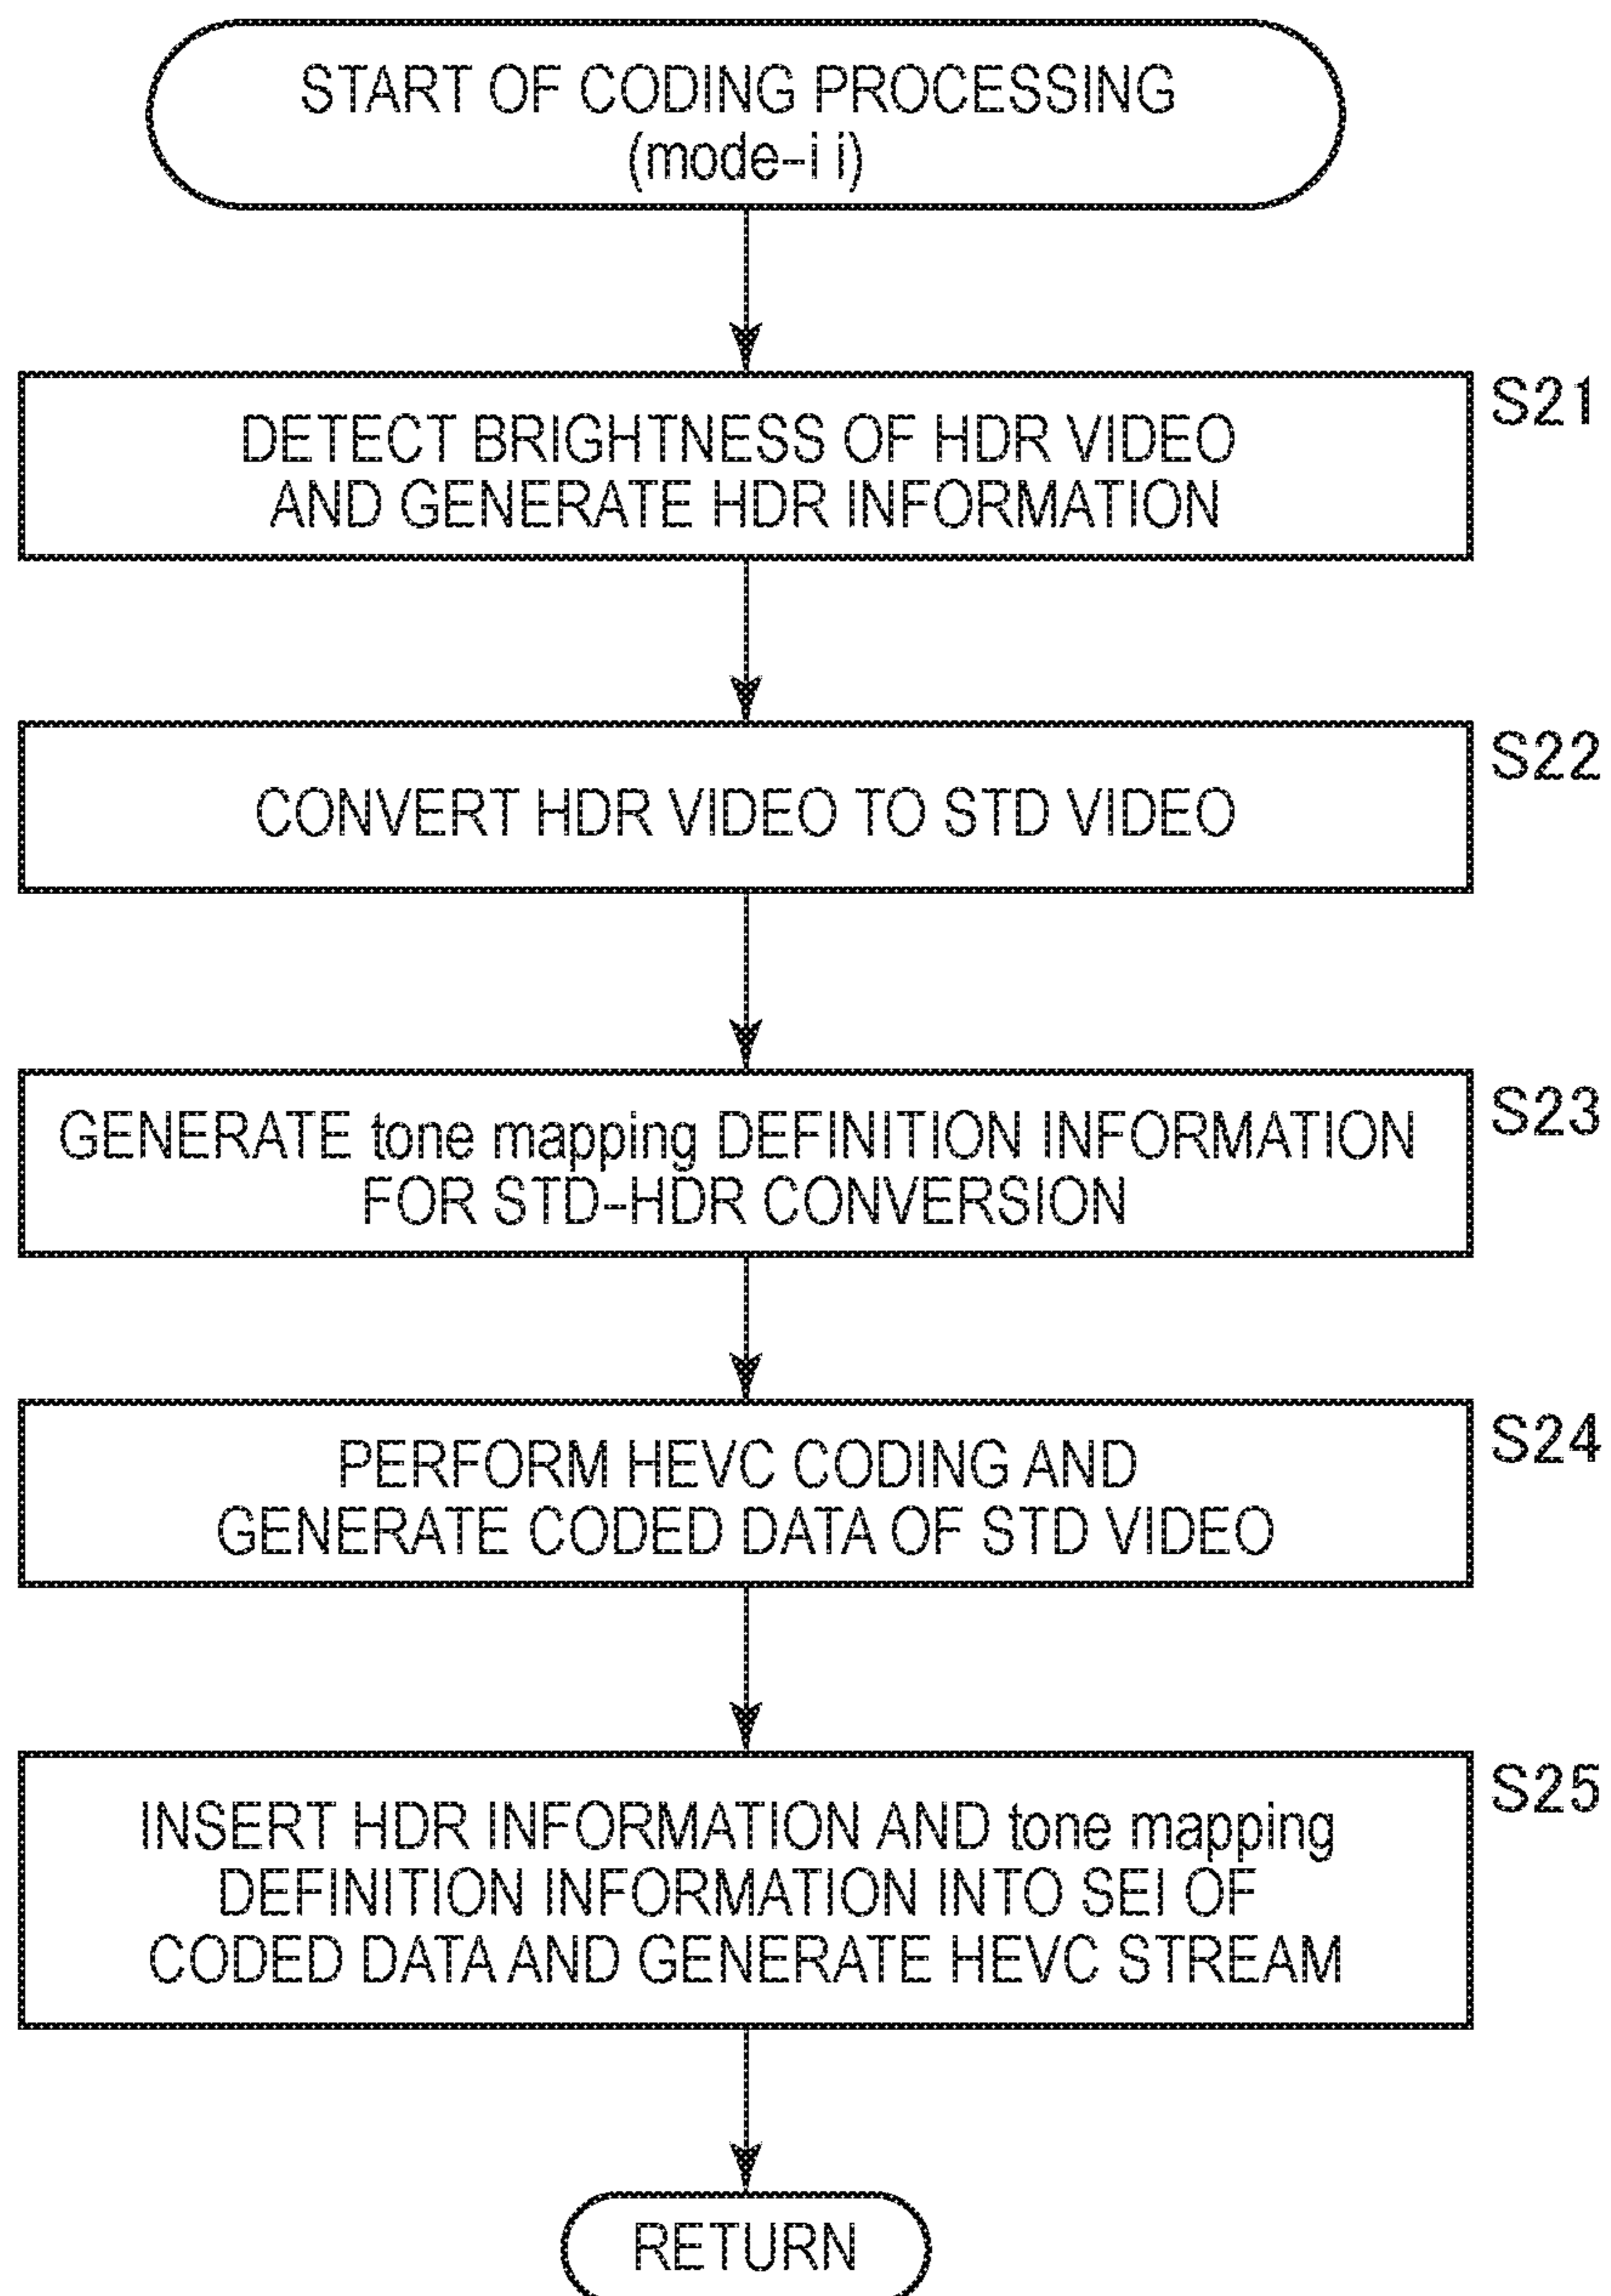 START OF CODING PROCESSING
(mode-i i)
S21
DETECT BRIGHTNESS OF HDR VIDEO
AND GENERATE HDR INFORMATION
S22
CONVERT HDR VIDEO TO STD VIDEO
S23
GENERATE tone mapping DEFINITION INFORMATION
FOR STD-HDR CONVERSION
S24
PERFORM HEVC CODING AND
GENERATE CODED DATA OF STD VIDEO
S25
INSERT HDR INFORMATION AND tone mapping
DEFINITION INFORMATION INTO SEI OF
CODED DATA AND GENERATE HEVC STREAM
RETURN